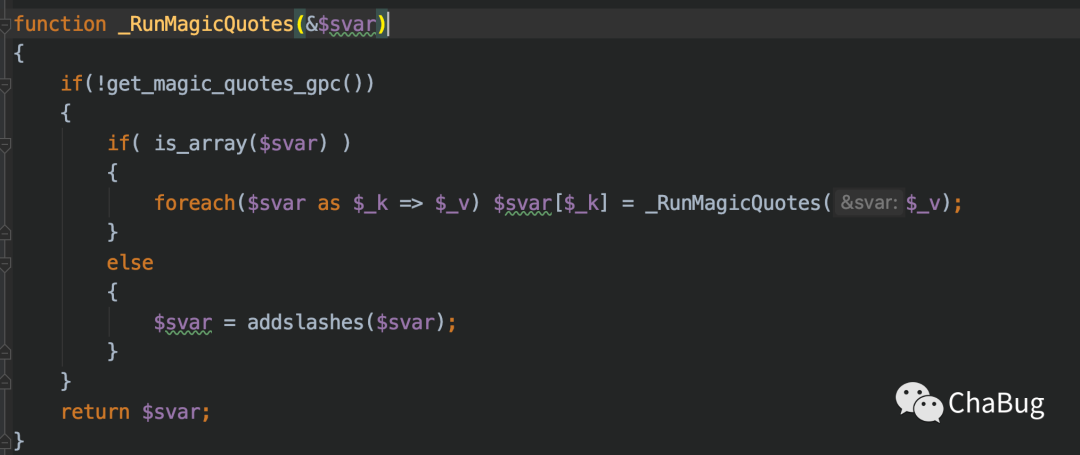 function _RunMagicQuotes(&$svar)
{
    if(!get_magic_quotes_gpc())
    {
        if( is_array($svar) )
        {
            foreach($svar as $_k => $_v) $svar[$_k] = _RunMagicQuotes( &svar: $_v);
        }
        else
        {
            $svar = addslashes($svar);
        }
    }
    return $svar;
}
ChaBug